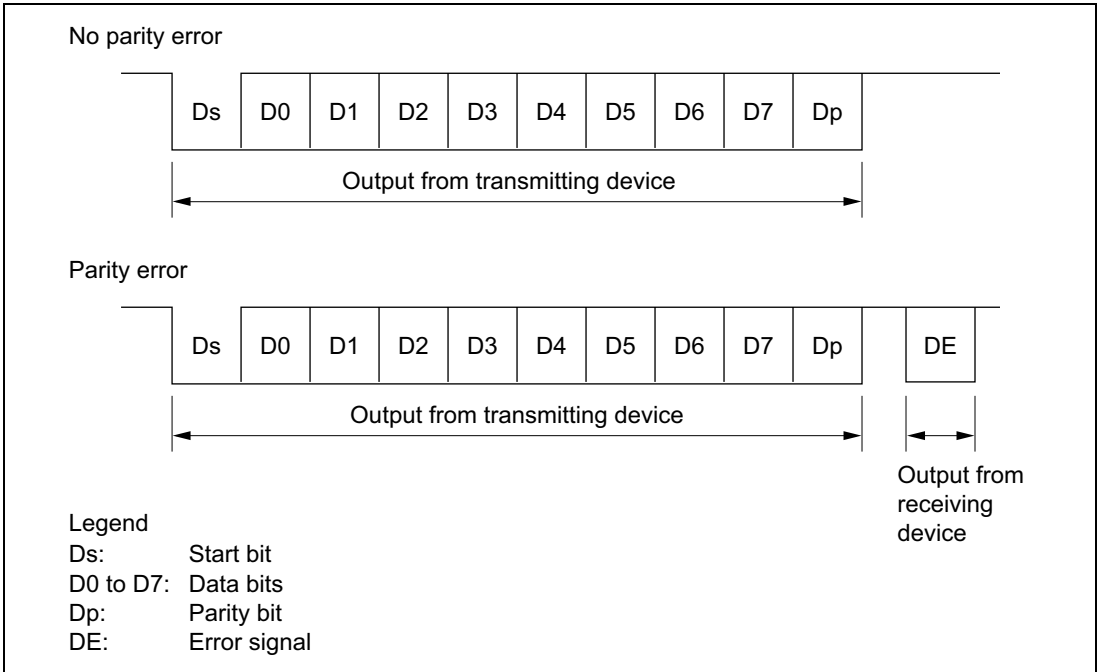 No parity error
Ds D0 D1 D2 D3 D4 D5 D6 D7 Dp
Output from transmitting device
Parity error
Ds D0 D1 D2 D3 D4 D5 D6 D7 Dp DE
Output from transmitting device
Output from
receiving
device
Legend
Ds: Start bit
D0 to D7: Data bits
Dp: Parity bit
DE: Error signal